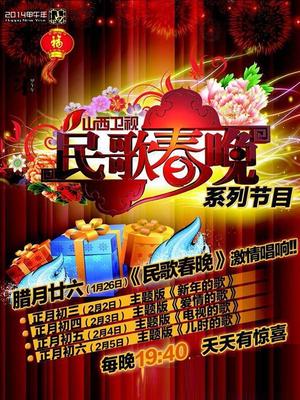 2014甲午年
Happy New Year
福
山西卫视
民歌春晚
系列节目
腊月廿六(1月26日)《民歌春晚》激情唱响!!
正月初三(2月2日) 主题版《新年的歌》
正月初四(2月3日) 主题版《爱情的歌》
正月初五(2月4日) 主题版《电视的歌》
正月初六(2月5日) 主题版《儿时的歌》
每晚19:40 天天有惊喜